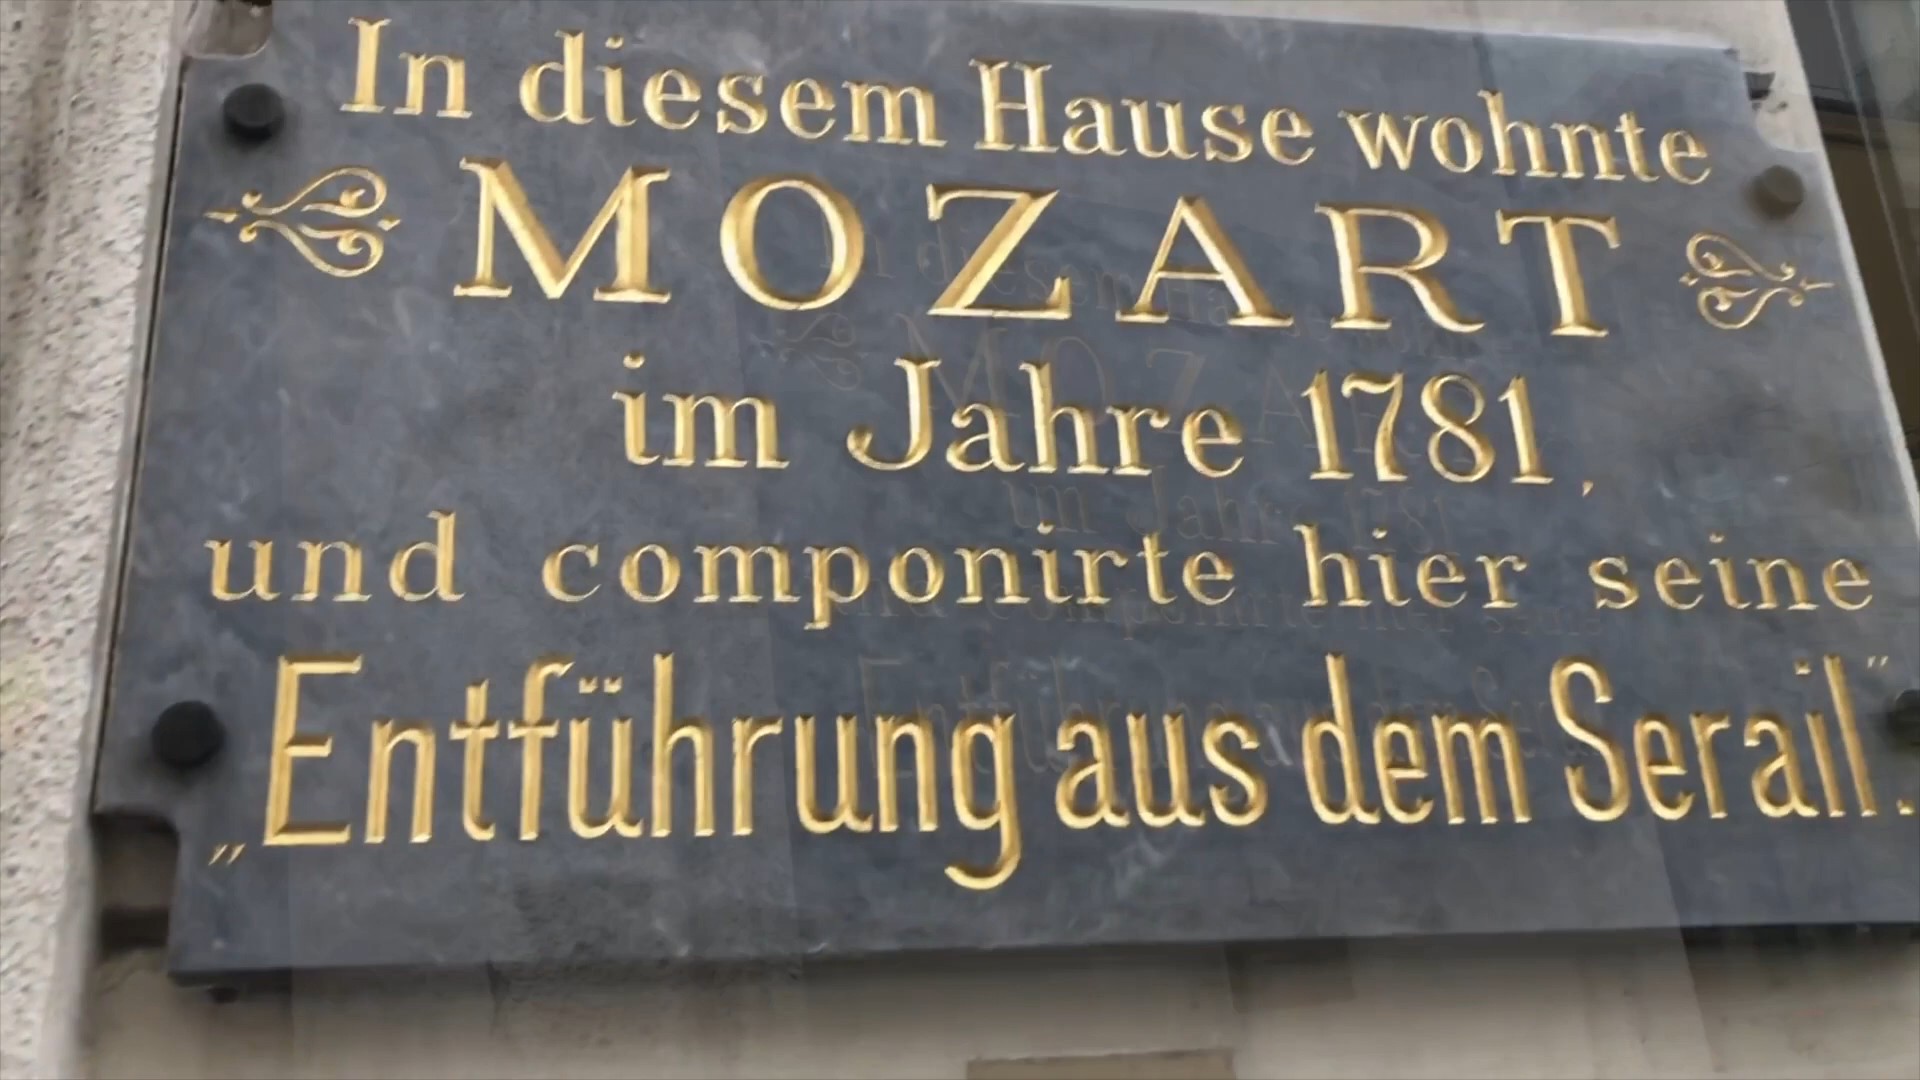 In diesem Hause wohnte
MOZART
im Jahre 1781,
und componirte hier seine
„Entführung aus dem Serail".